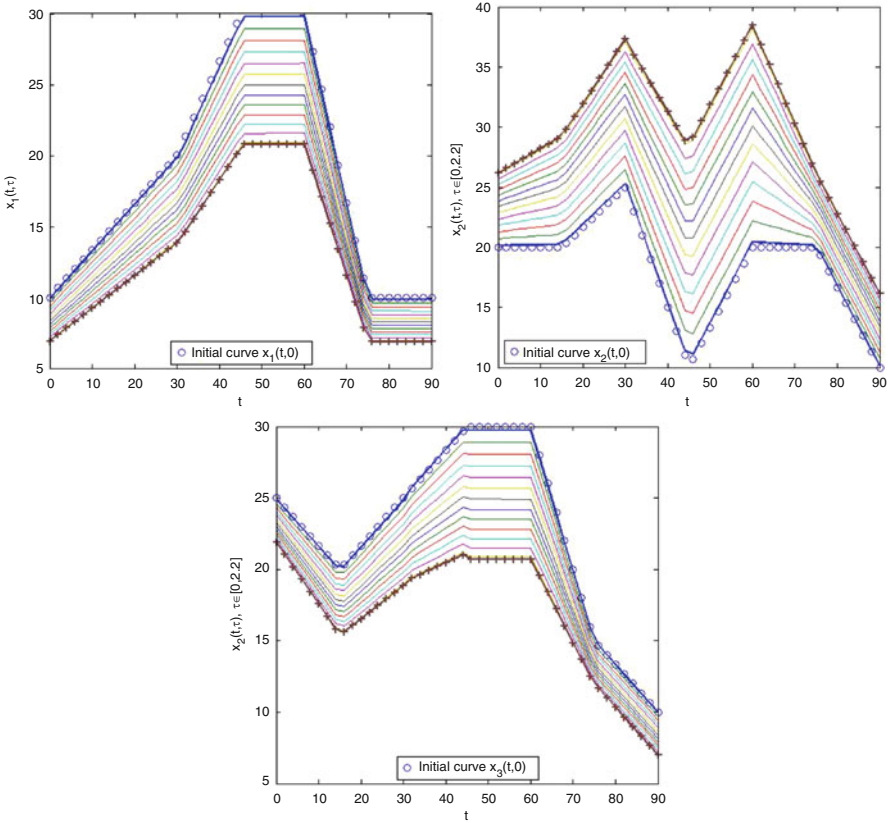 30
25
20
15
10
5
x1(t,τ)
Initial curve x1(t,0)
0 10 20 30 40 50 60 70 80 90
t
40
35
30
25
20
15
10
x2(t,τ), τ∈[0,2.2]
Initial curve x2(t,0)
0 10 20 30 40 50 60 70 80 90
t
30
25
20
15
10
5
x2(t,τ), τ∈[0,2.2]
Initial curve x3(t,0)
0 10 20 30 40 50 60 70 80 90
t